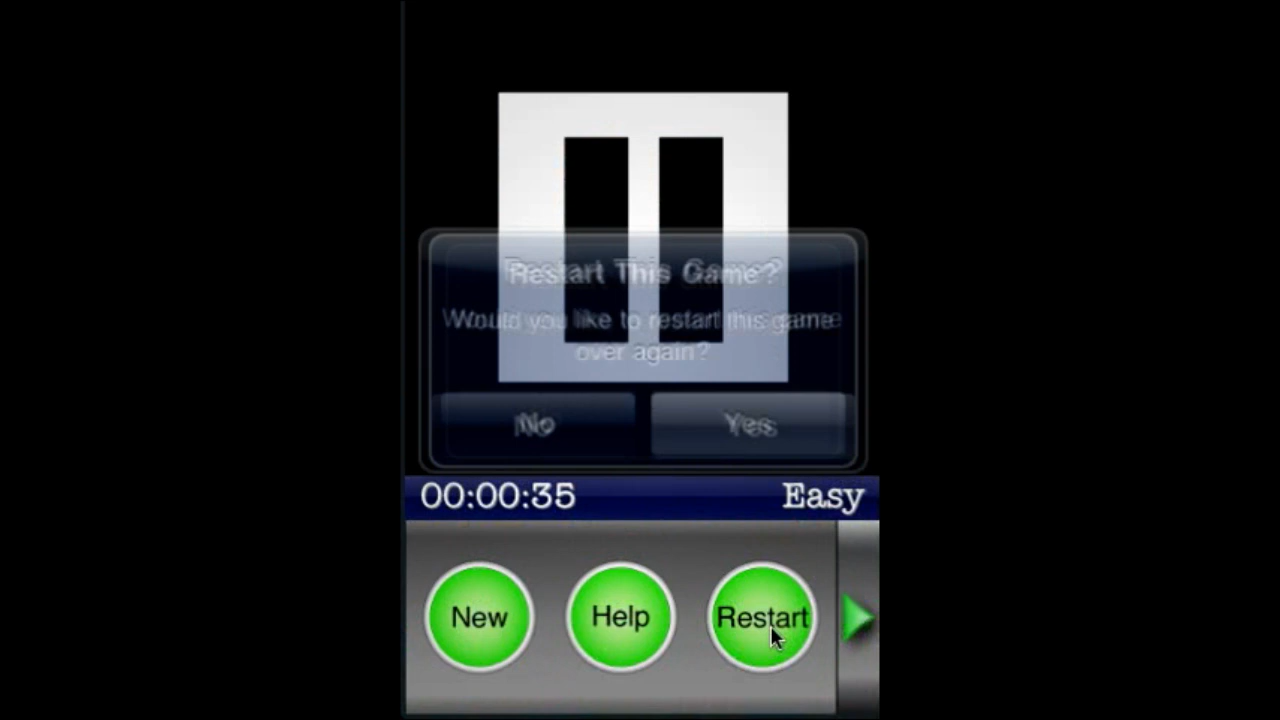 Restart This Game?
Would you like to restart this game
over again?
No
Yes
00:00:35
Easy
New
Help
Restart